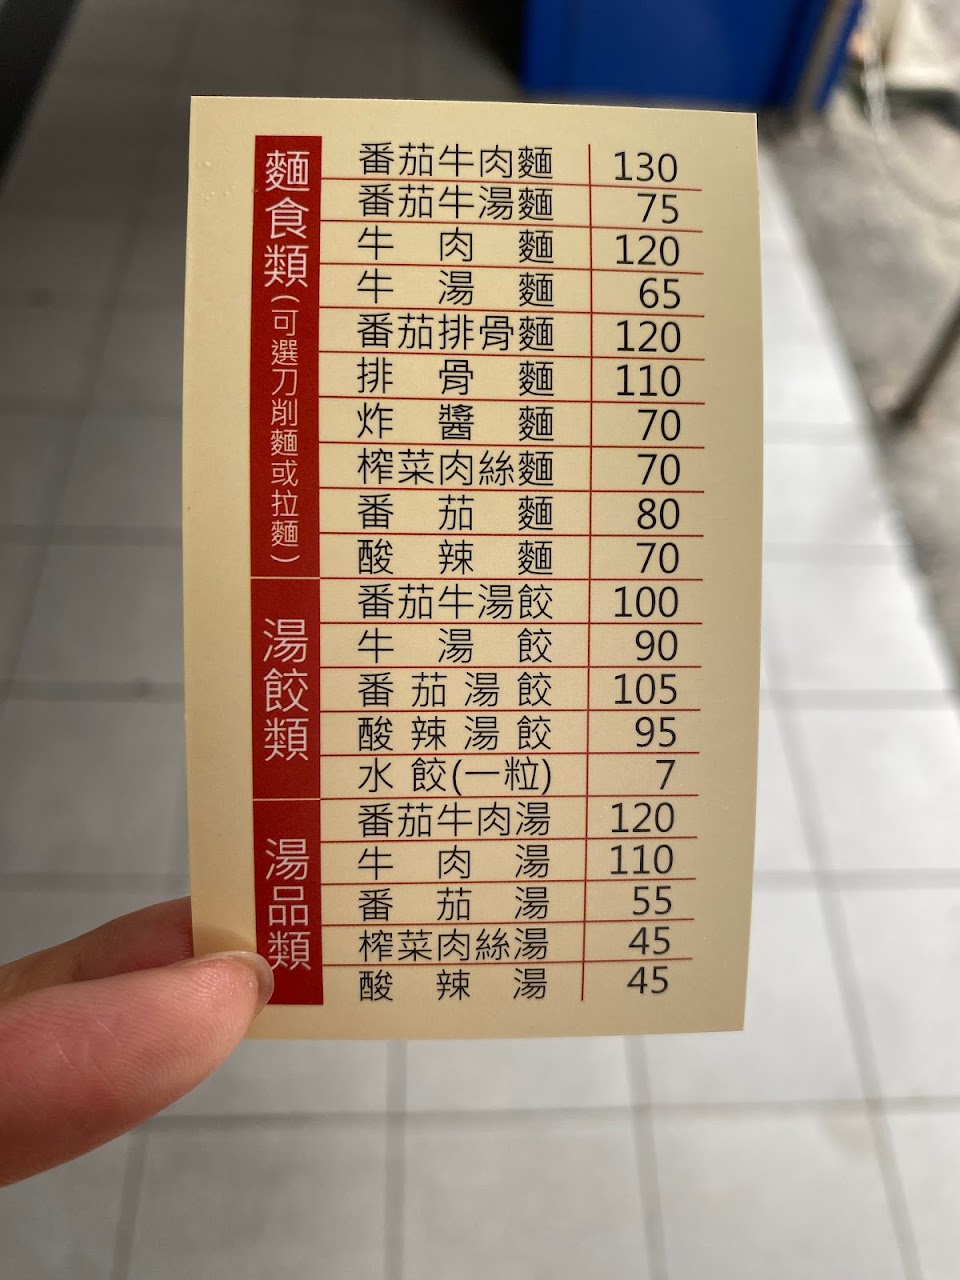 麵食類(可選刀削麵或拉麵)
番茄牛肉麵 130
番茄牛湯麵 75
牛肉麵 120
牛湯麵 65
番茄排骨麵 120
排骨麵 110
炸醬麵 70
榨菜肉絲麵 70
番茄麵 80
酸辣麵 70
湯餃類
番茄牛湯餃 100
牛湯餃 90
番茄湯餃 105
酸辣湯餃 95
水餃(一粒) 7
湯品類
番茄牛肉湯 120
牛肉湯 110
番茄湯 55
榨菜肉絲湯 45
酸辣湯 45